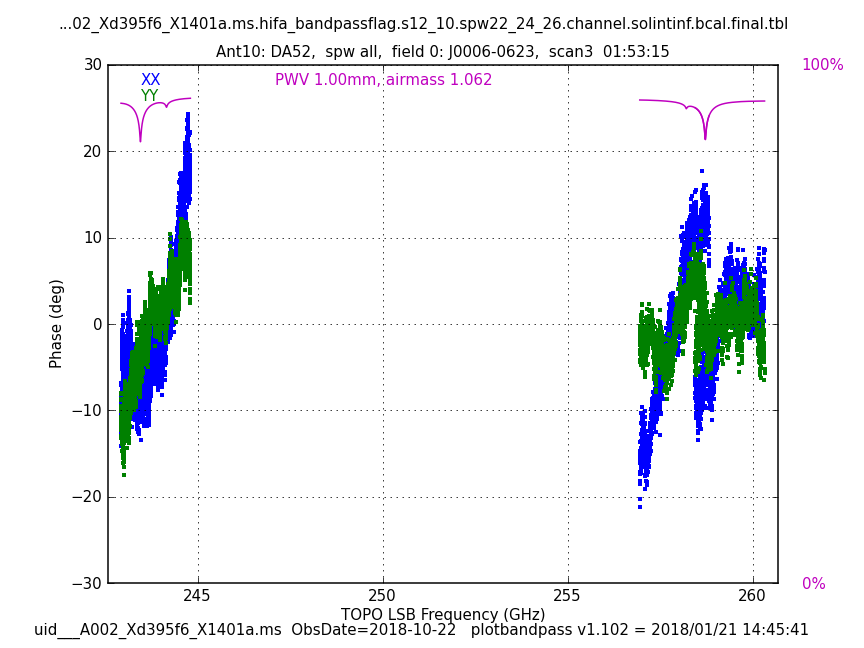 ...02_Xd395f6_X1401a.ms.hifa_bandpassflag.s12_10.spw22_24_26.channel.solintinf.bcal.final.tbl
Ant10: DA52,  spw all,  field 0: J0006-0623,  scan3  01:53:15
XX
YY
PWV 1.00mm, airmass 1.062
100%
0%
30
20
10
0
−10
−20
−30
Phase (deg)
245
250
255
260
TOPO LSB Frequency (GHz)
uid___A002_Xd395f6_X1401a.ms  ObsDate=2018-10-22   plotbandpass v1.102 = 2018/01/21 14:45:41